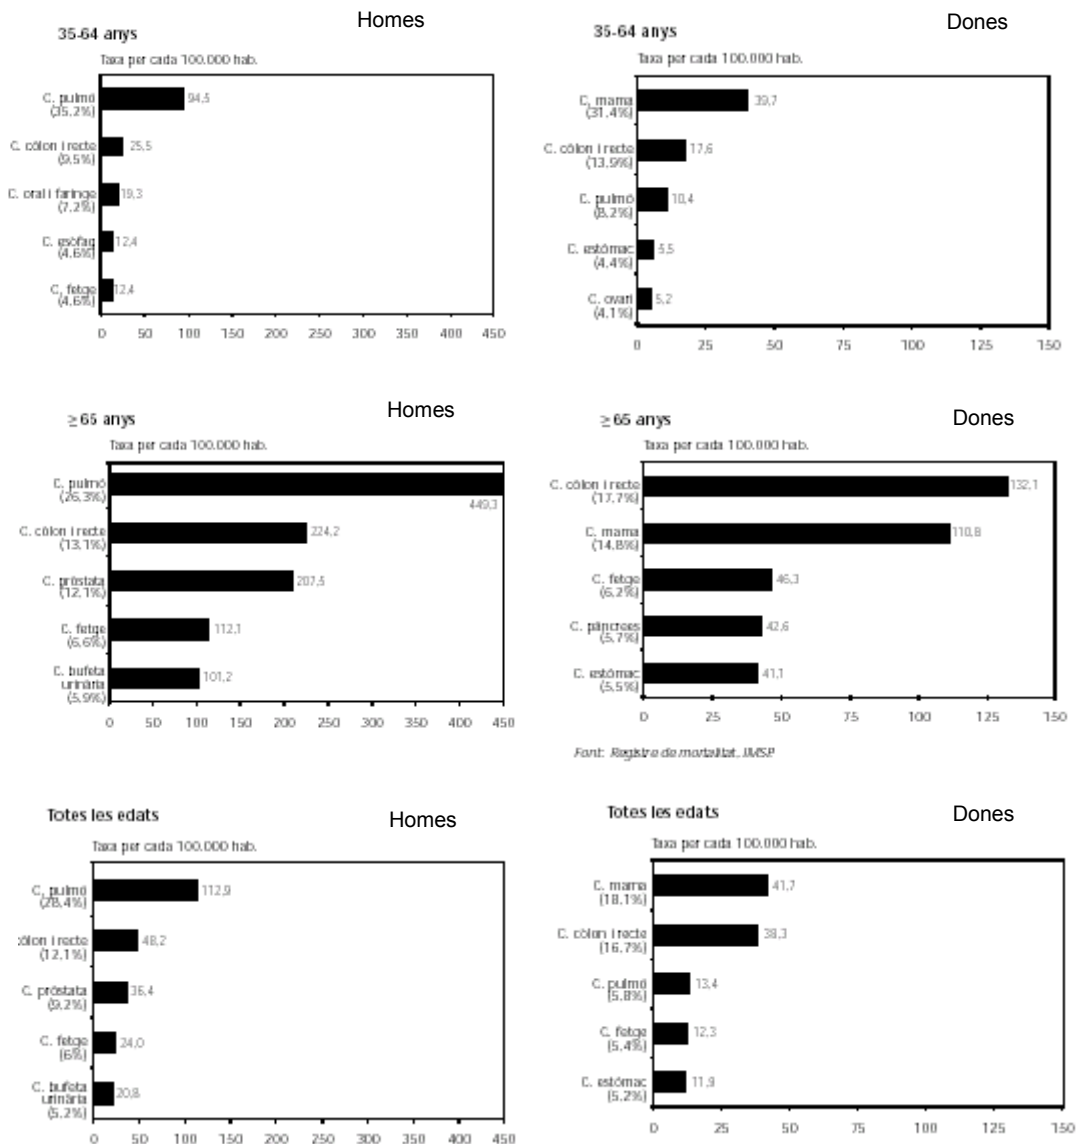 Homes
35-64 anys
Taxa per cada 100.000 hab.
C. pulmó
(35,2%)
94,5
C. còlon i recte
(9.5%)
25,5
C. oral i faringe
(7.2%)
19,3
C. esòfag
(4.6%)
12,4
C. fetge
(4.6%)
12,4
0 50 100 150 200 250 300 350 400 450
Dones
35-64 anys
Taxa per cada 100.000 hab.
C. mama
(31.4%)
39,7
C. còlon i recte
(13.9%)
17,6
C. pulmó
(8.2%)
10,4
C. estómac
(4.4%)
5,5
C. ovari
(4.1%)
5,2
0 25 50 75 100 125 150
Homes
≥ 65 anys
Taxa per cada 100.000 hab.
C. pulmó
(26.3%)
449,3
C. còlon i recte
(13.1%)
224,2
C. pròstata
(12.1%)
207,5
C. fetge
(6.6%)
112,1
C. bufeta
urinària
(5.9%)
101,2
0 50 100 150 200 250 300 350 400 450
Dones
≥ 65 anys
Taxa per cada 100.000 hab.
C. còlon i recte
(17.7%)
132,1
C. mama
(14.8%)
110,8
C. fetge
(6.2%)
46,3
C. pàncrees
(5.7%)
42,6
C. estómac
(5.5%)
41,1
0 25 50 75 100 125 150
Font: Registre de mortalitat. IMSP
Homes
Totes les edats
Taxa per cada 100.000 hab.
C. pulmó
(28,4%)
112,9
còlon i recte
(12.1%)
48,2
C. pròstata
(9.2%)
36,4
C. fetge
(6%)
24,0
C. bufeta
urinària
(5.2%)
20,8
0 50 100 150 200 250 300 350 400 450
Dones
Totes les edats
Taxa per cada 100.000 hab.
C. mama
(18.1%)
41,7
C. còlon i recte
(16.7%)
38,3
C. pulmó
(5.8%)
13,4
C. fetge
(5.4%)
12,3
C. estómac
(5.2%)
11,9
0 25 50 75 100 125 150